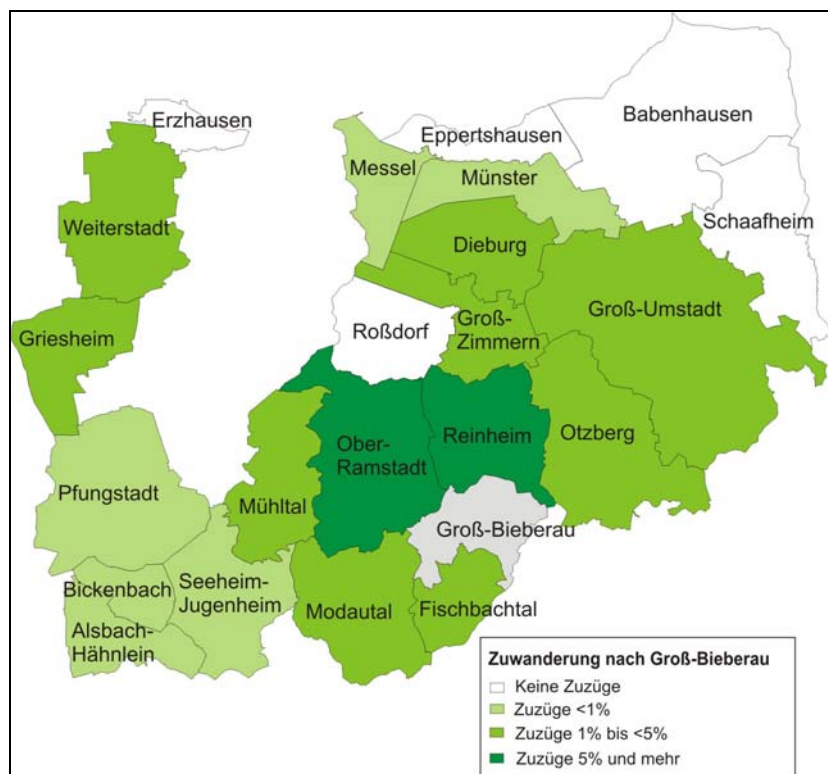 Erzhausen
Eppertshausen
Babenhausen
Messel
Münster
Schaafheim
Weiterstadt
Dieburg
Groß-Umstadt
Griesheim
Roßdorf
Groß-
Zimmern
Ober-
Ramstadt
Reinheim
Otzberg
Pfungstadt
Mühltal
Groß-Bieberau
Bickenbach
Seeheim-
Jugenheim
Modautal
Fischbachtal
Alsbach-
Hähnlein
Zuwanderung nach Groß-Bieberau
Keine Zuzüge
Zuzüge <1%
Zuzüge 1% bis <5%
Zuzüge 5% und mehr